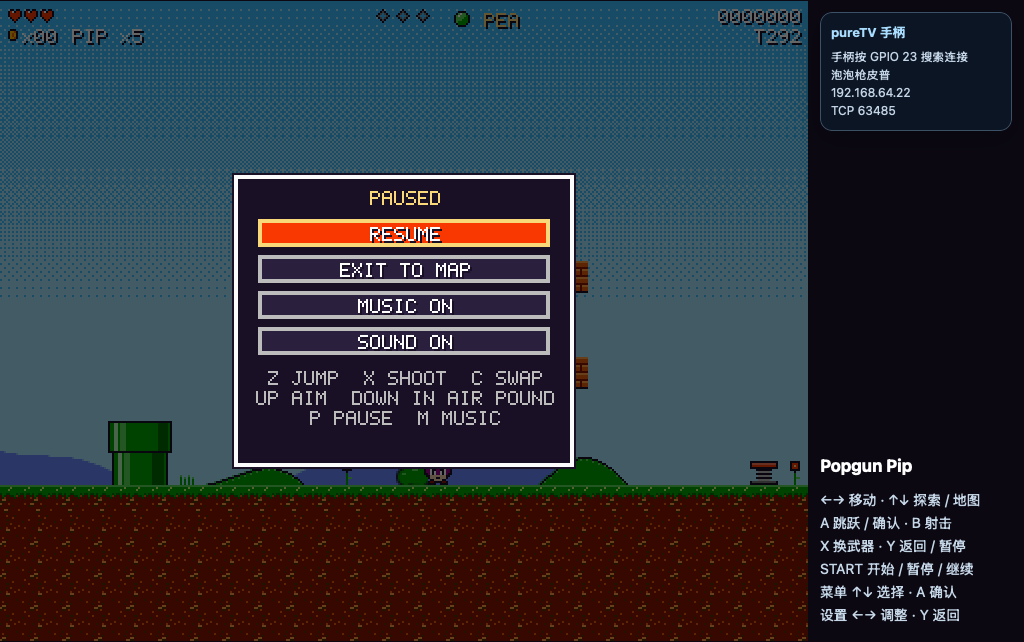 PEA
0000000
x00 PIP x5
T292
PAUSED
RESUME
EXIT TO MAP
MUSIC ON
SOUND ON
Z JUMP X SHOOT C SWAP
UP AIM DOWN IN AIR POUND
P PAUSE M MUSIC
pureTV 手柄
手柄按 GPIO 23 搜索连接
泡泡枪皮普
192.168.64.22
TCP 63485
Popgun Pip
←→ 移动 · ↑↓ 探索 / 地图
A 跳跃 / 确认 · B 射击
X 换武器 · Y 返回 / 暂停
START 开始 / 暂停 / 继续
菜单 ↑↓ 选择 · A 确认
设置 ←→ 调整 · Y 返回